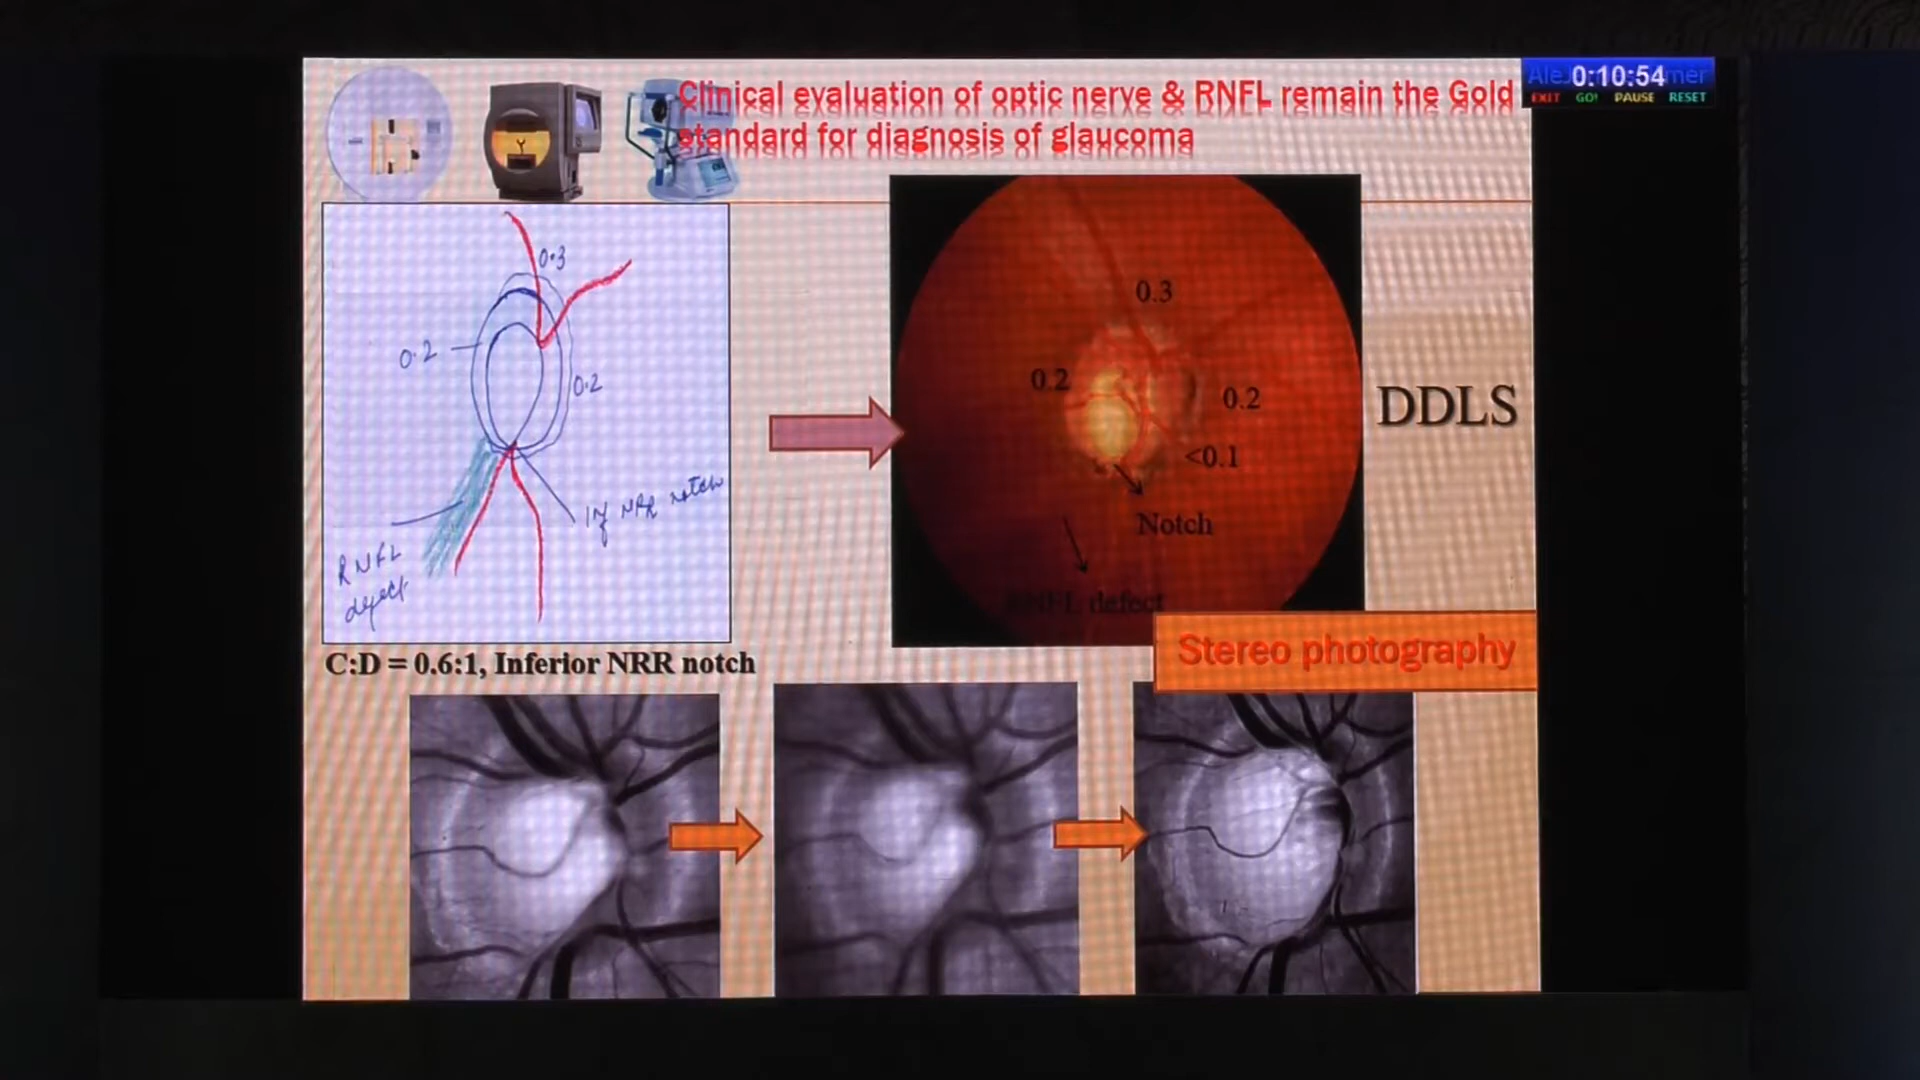 Clinical evaluation of optic nerve & RNFL remain the Gold
standard for diagnosis of glaucoma
0:10:54
EXIT GO! PAUSE RESET
0.3
0.2
0.2
RNFL
defect
Inf NRR notch
C:D = 0.6:1, Inferior NRR notch
0.3
0.2
0.2
<0.1
Notch
RNFL defect
DDLS
Stereo photography